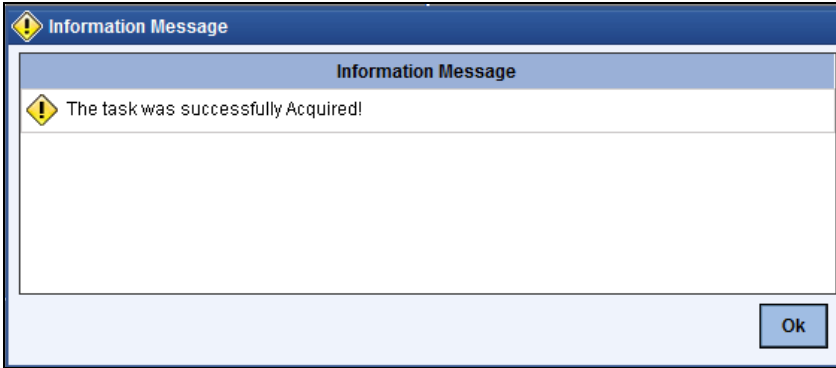 Information Message
Information Message
The task was successfully Acquired!
Ok